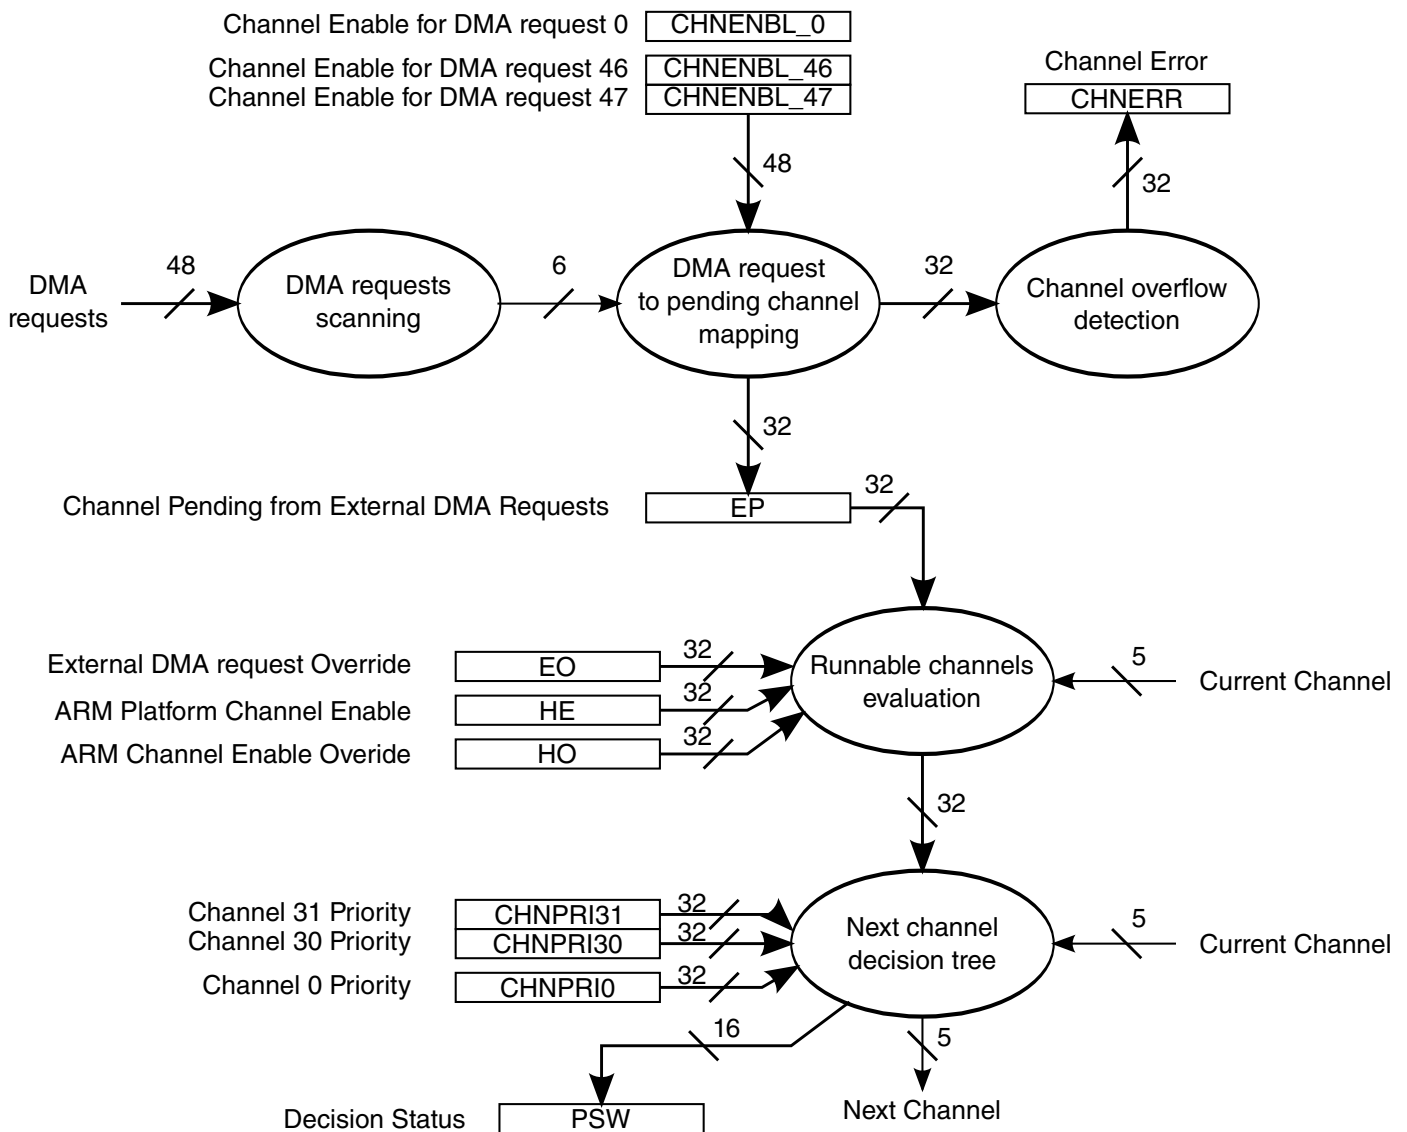 Channel Enable for DMA request 0 CHNENBL_0
Channel Enable for DMA request 46 CHNENBL_46
Channel Enable for DMA request 47 CHNENBL_47
Channel Error
CHNERR
48
32
DMA
requests
48
DMA requests
scanning
6
DMA request
to pending channel
mapping
32
Channel overflow
detection
32
Channel Pending from External DMA Requests EP 32
External DMA request Override EO 32
ARM Platform Channel Enable HE 32
ARM Channel Enable Overide HO 32
Runnable channels
evaluation
5
Current Channel
32
Channel 31 Priority CHNPRI31 32
Channel 30 Priority CHNPRI30 32
Channel 0 Priority CHNPRI0 32
Next channel
decision tree
5
Current Channel
16
5
Decision Status PSW
Next Channel